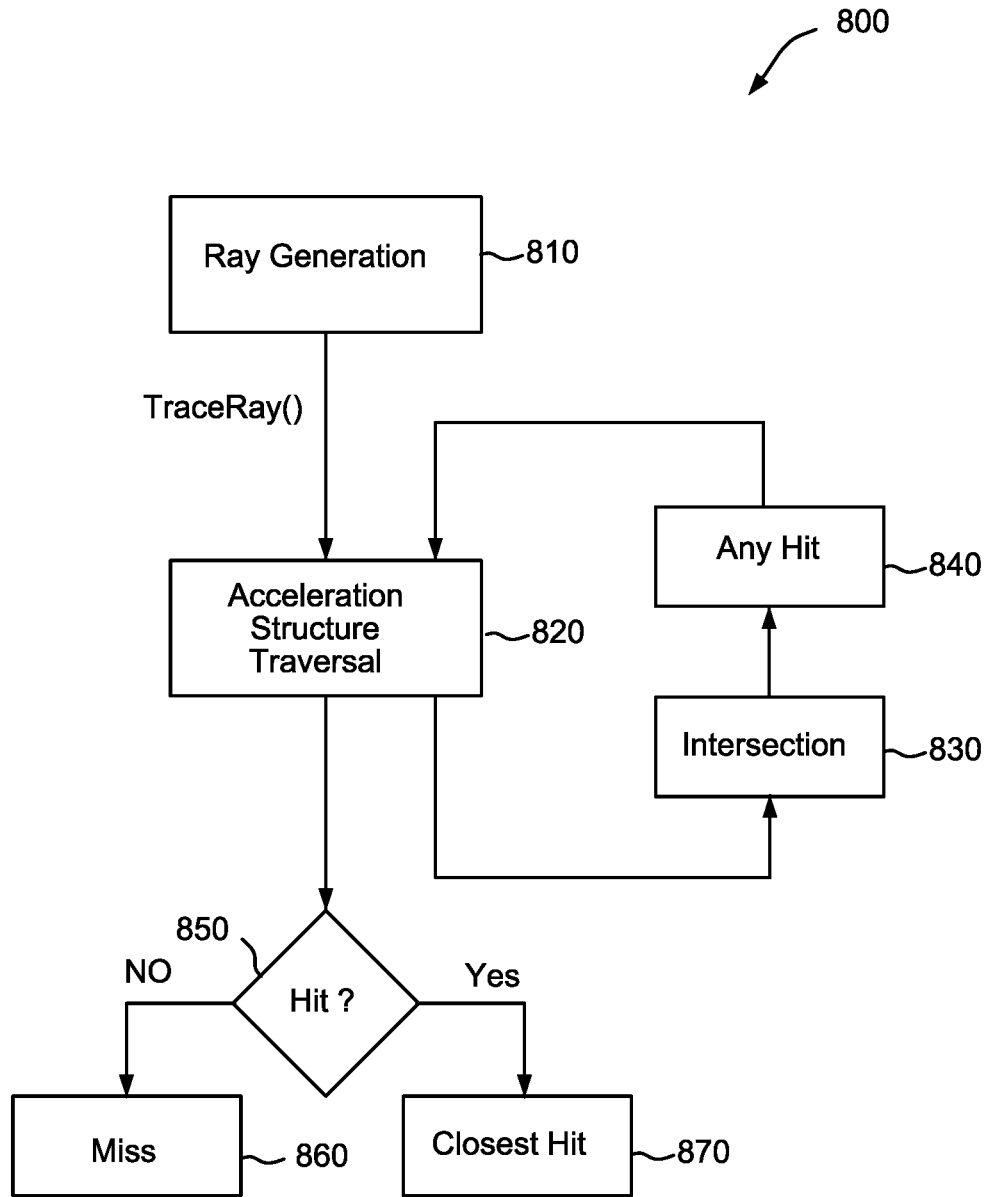 800
Ray Generation
810
TraceRay()
Any Hit
840
Acceleration
Structure
Traversal
820
Intersection
830
850
NO
Yes
Hit ?
Miss
860
Closest Hit
870